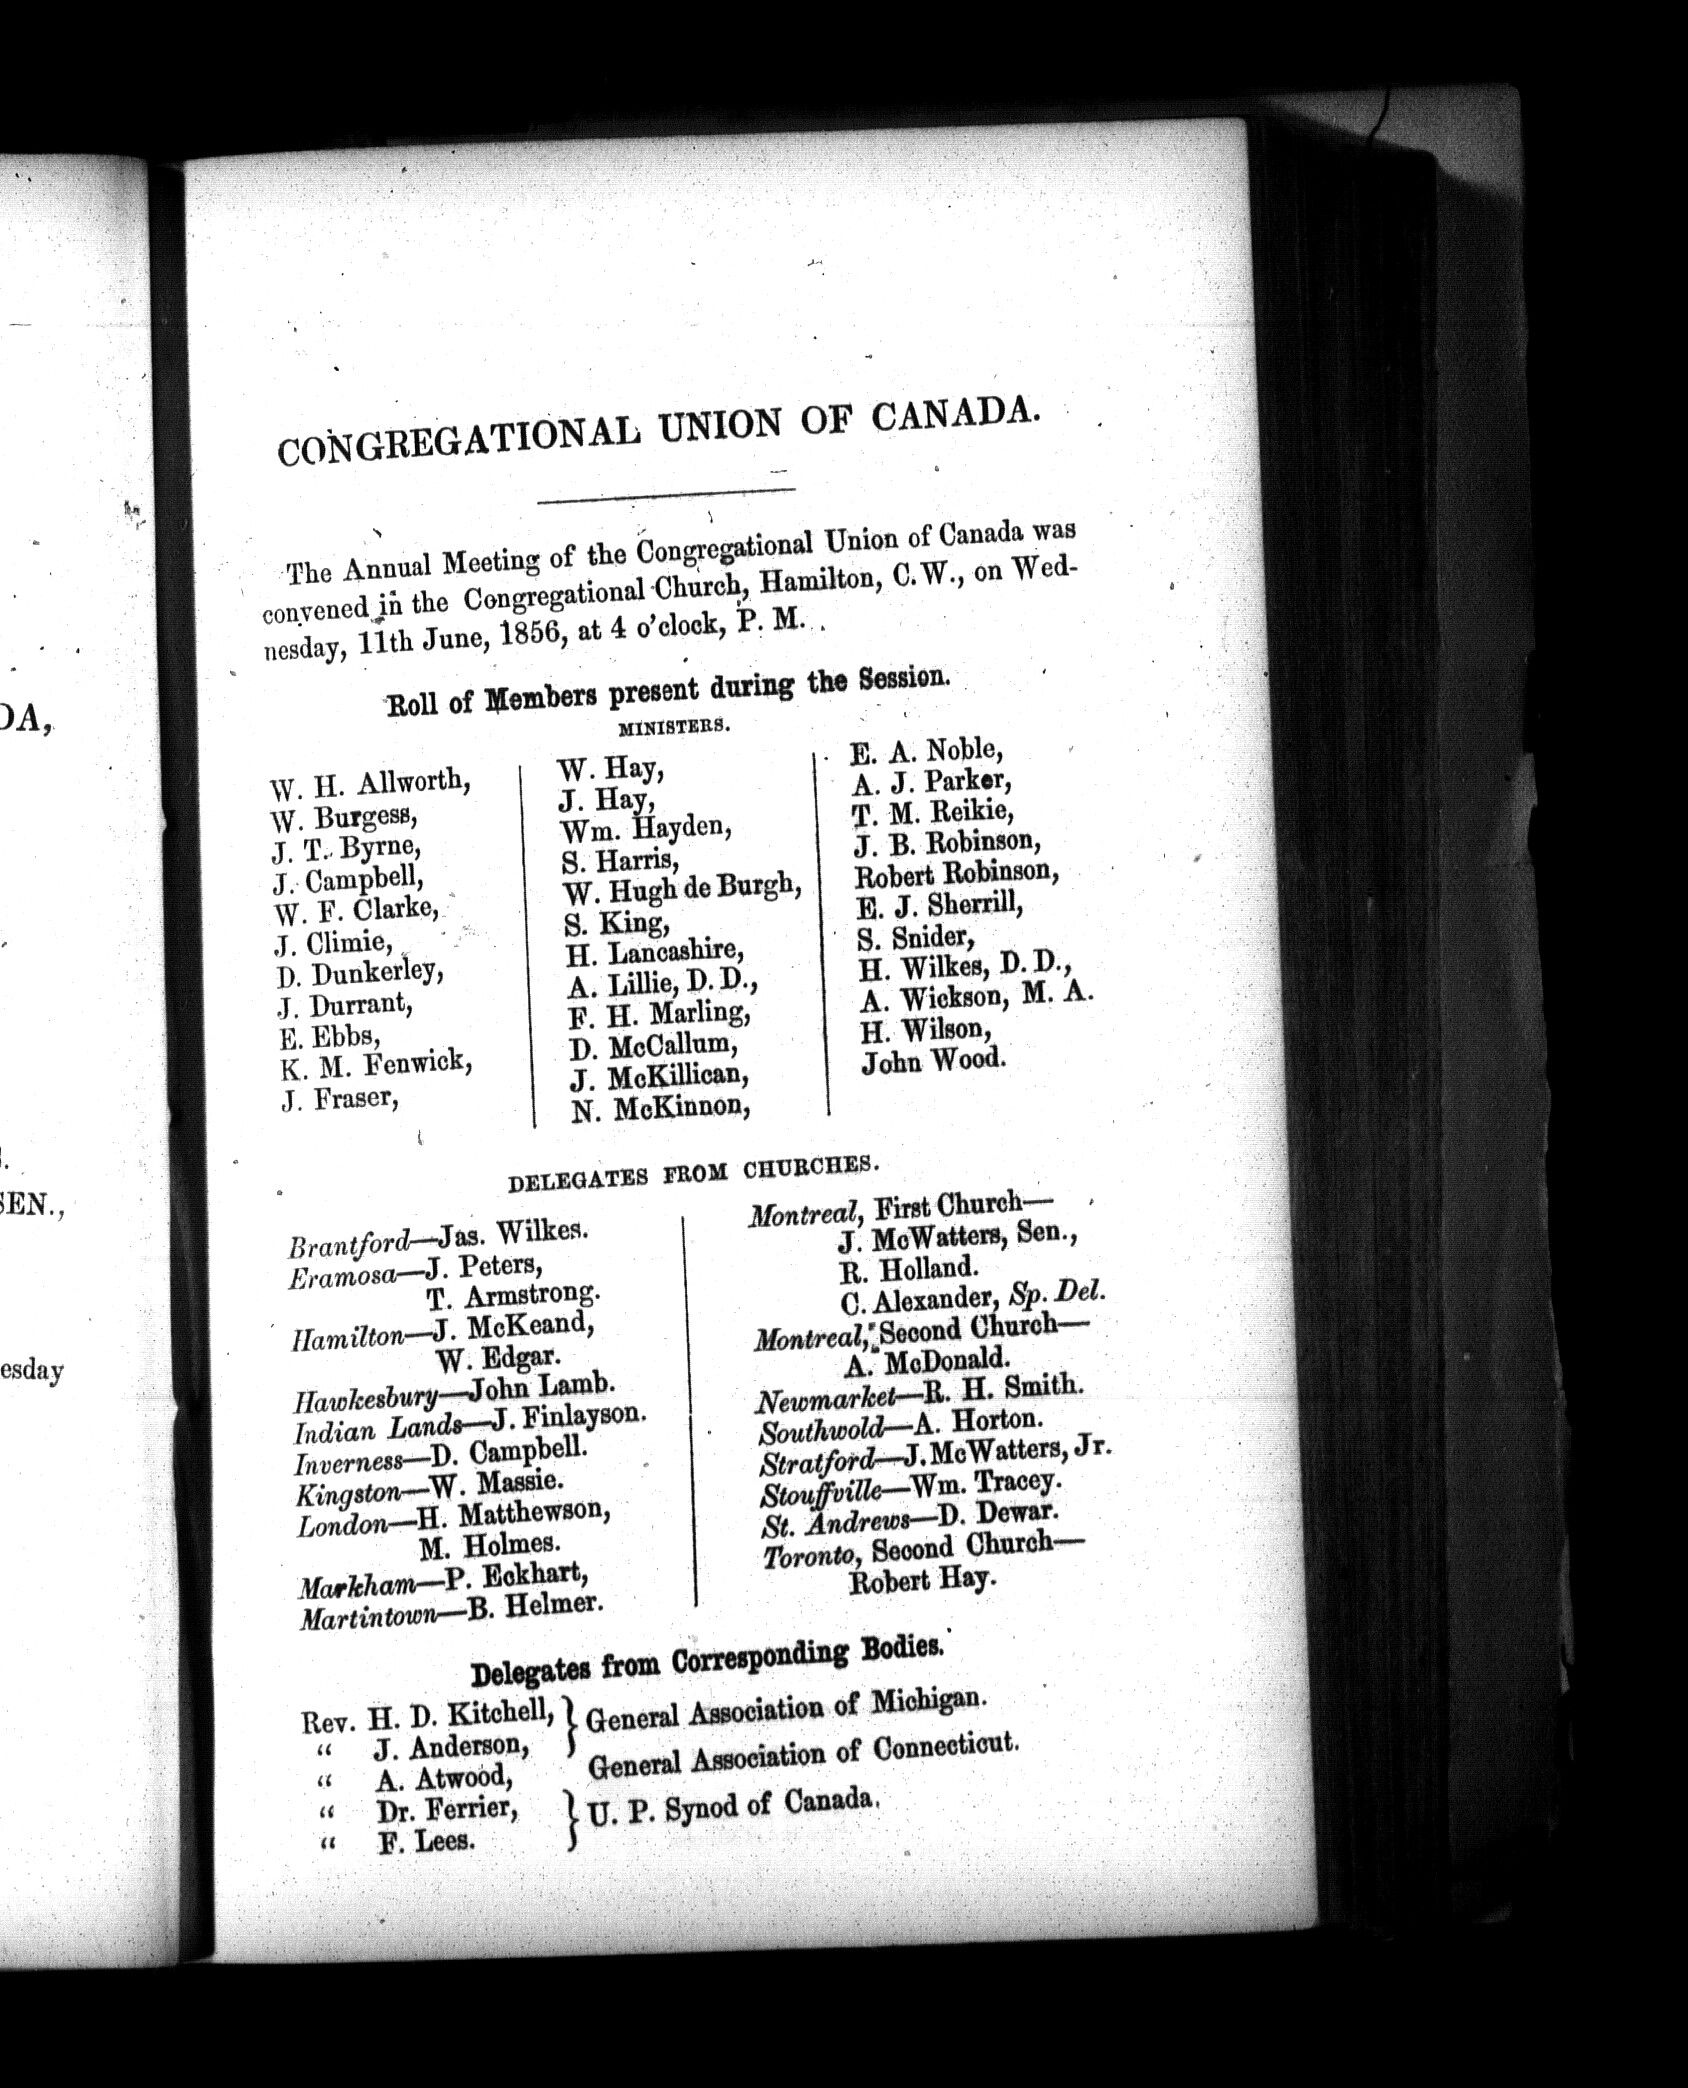 DA,
SEN.,
esday
CONGREGATIONAL UNION OF CANADA.
The Annual Meeting of the Congregational Union of Canada was
convened in the Congregational Church, Hamilton, C. W., on Wed-
nesday, 11th June, 1856, at 4 o'clock, P. M.
Roll of Members present during the Session.
MINISTERS.
W. H. Allworth,
W. Burgess,
J. T. Byrne,
J. Campbell,
W. F. Clarke,
J. Climie,
D. Dunkerley,
J. Durrant,
E. Ebbs,
K. M. Fenwick,
J. Fraser,
W. Hay,
J. Hay,
Wm. Hayden,
S. Harris,
W. Hugh de Burgh,
S. King,
H. Lancashire,
A. Lillie, D. D.,
F. H. Marling,
D. McCallum,
J. McKillican,
N. McKinnon,
E. A. Noble,
A. J. Parker,
T. M. Reikie,
J. B. Robinson,
Robert Robinson,
E. J. Sherrill,
S. Snider,
H. Wilkes, D. D.,
A. Wickson, M. A.
H. Wilson,
John Wood.
DELEGATES FROM CHURCHES.
Brantford—Jas. Wilkes.
Eramosa—J. Peters,
T. Armstrong.
Hamilton—J. McKeand,
W. Edgar.
Hawkesbury—John Lamb.
Indian Lands—J. Finlayson.
Inverness—D. Campbell.
Kingston—W. Massie.
London—H. Matthewson,
M. Holmes.
Markham—P. Eckhart,
Martintown—B. Helmer.
Montreal, First Church—
J. McWatters, Sen.,
R. Holland.
C. Alexander, Sp. Del.
Montreal, Second Church—
A. McDonald.
Newmarket—R. H. Smith.
Southwold—A. Horton.
Stratford—J. McWatters, Jr.
Stouffville—Wm. Tracey.
St. Andrews—D. Dewar.
Toronto, Second Church—
Robert Hay.
Delegates from Corresponding Bodies.
Rev. H. D. Kitchell, } General Association of Michigan.
“ J. Anderson,
“ A. Atwood, General Association of Connecticut.
“ Dr. Ferrier, } U. P. Synod of Canada.
“ F. Lees.